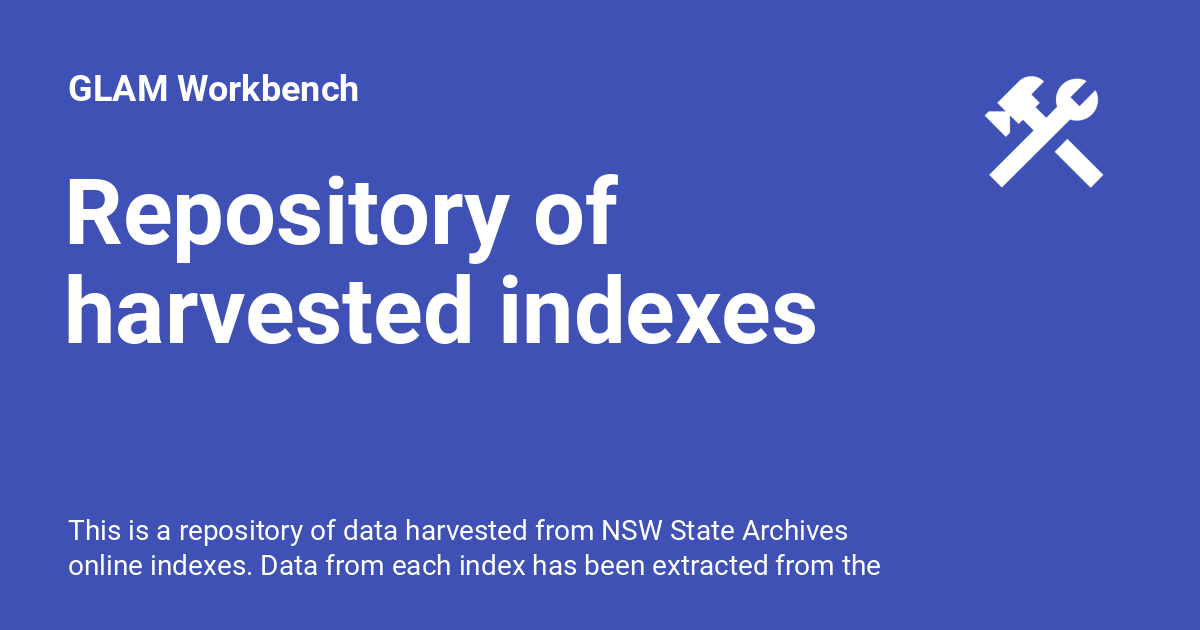 GLAM Workbench
Repository of
harvested indexes
This is a repository of data harvested from NSW State Archives
online indexes. Data from each index has been extracted from the